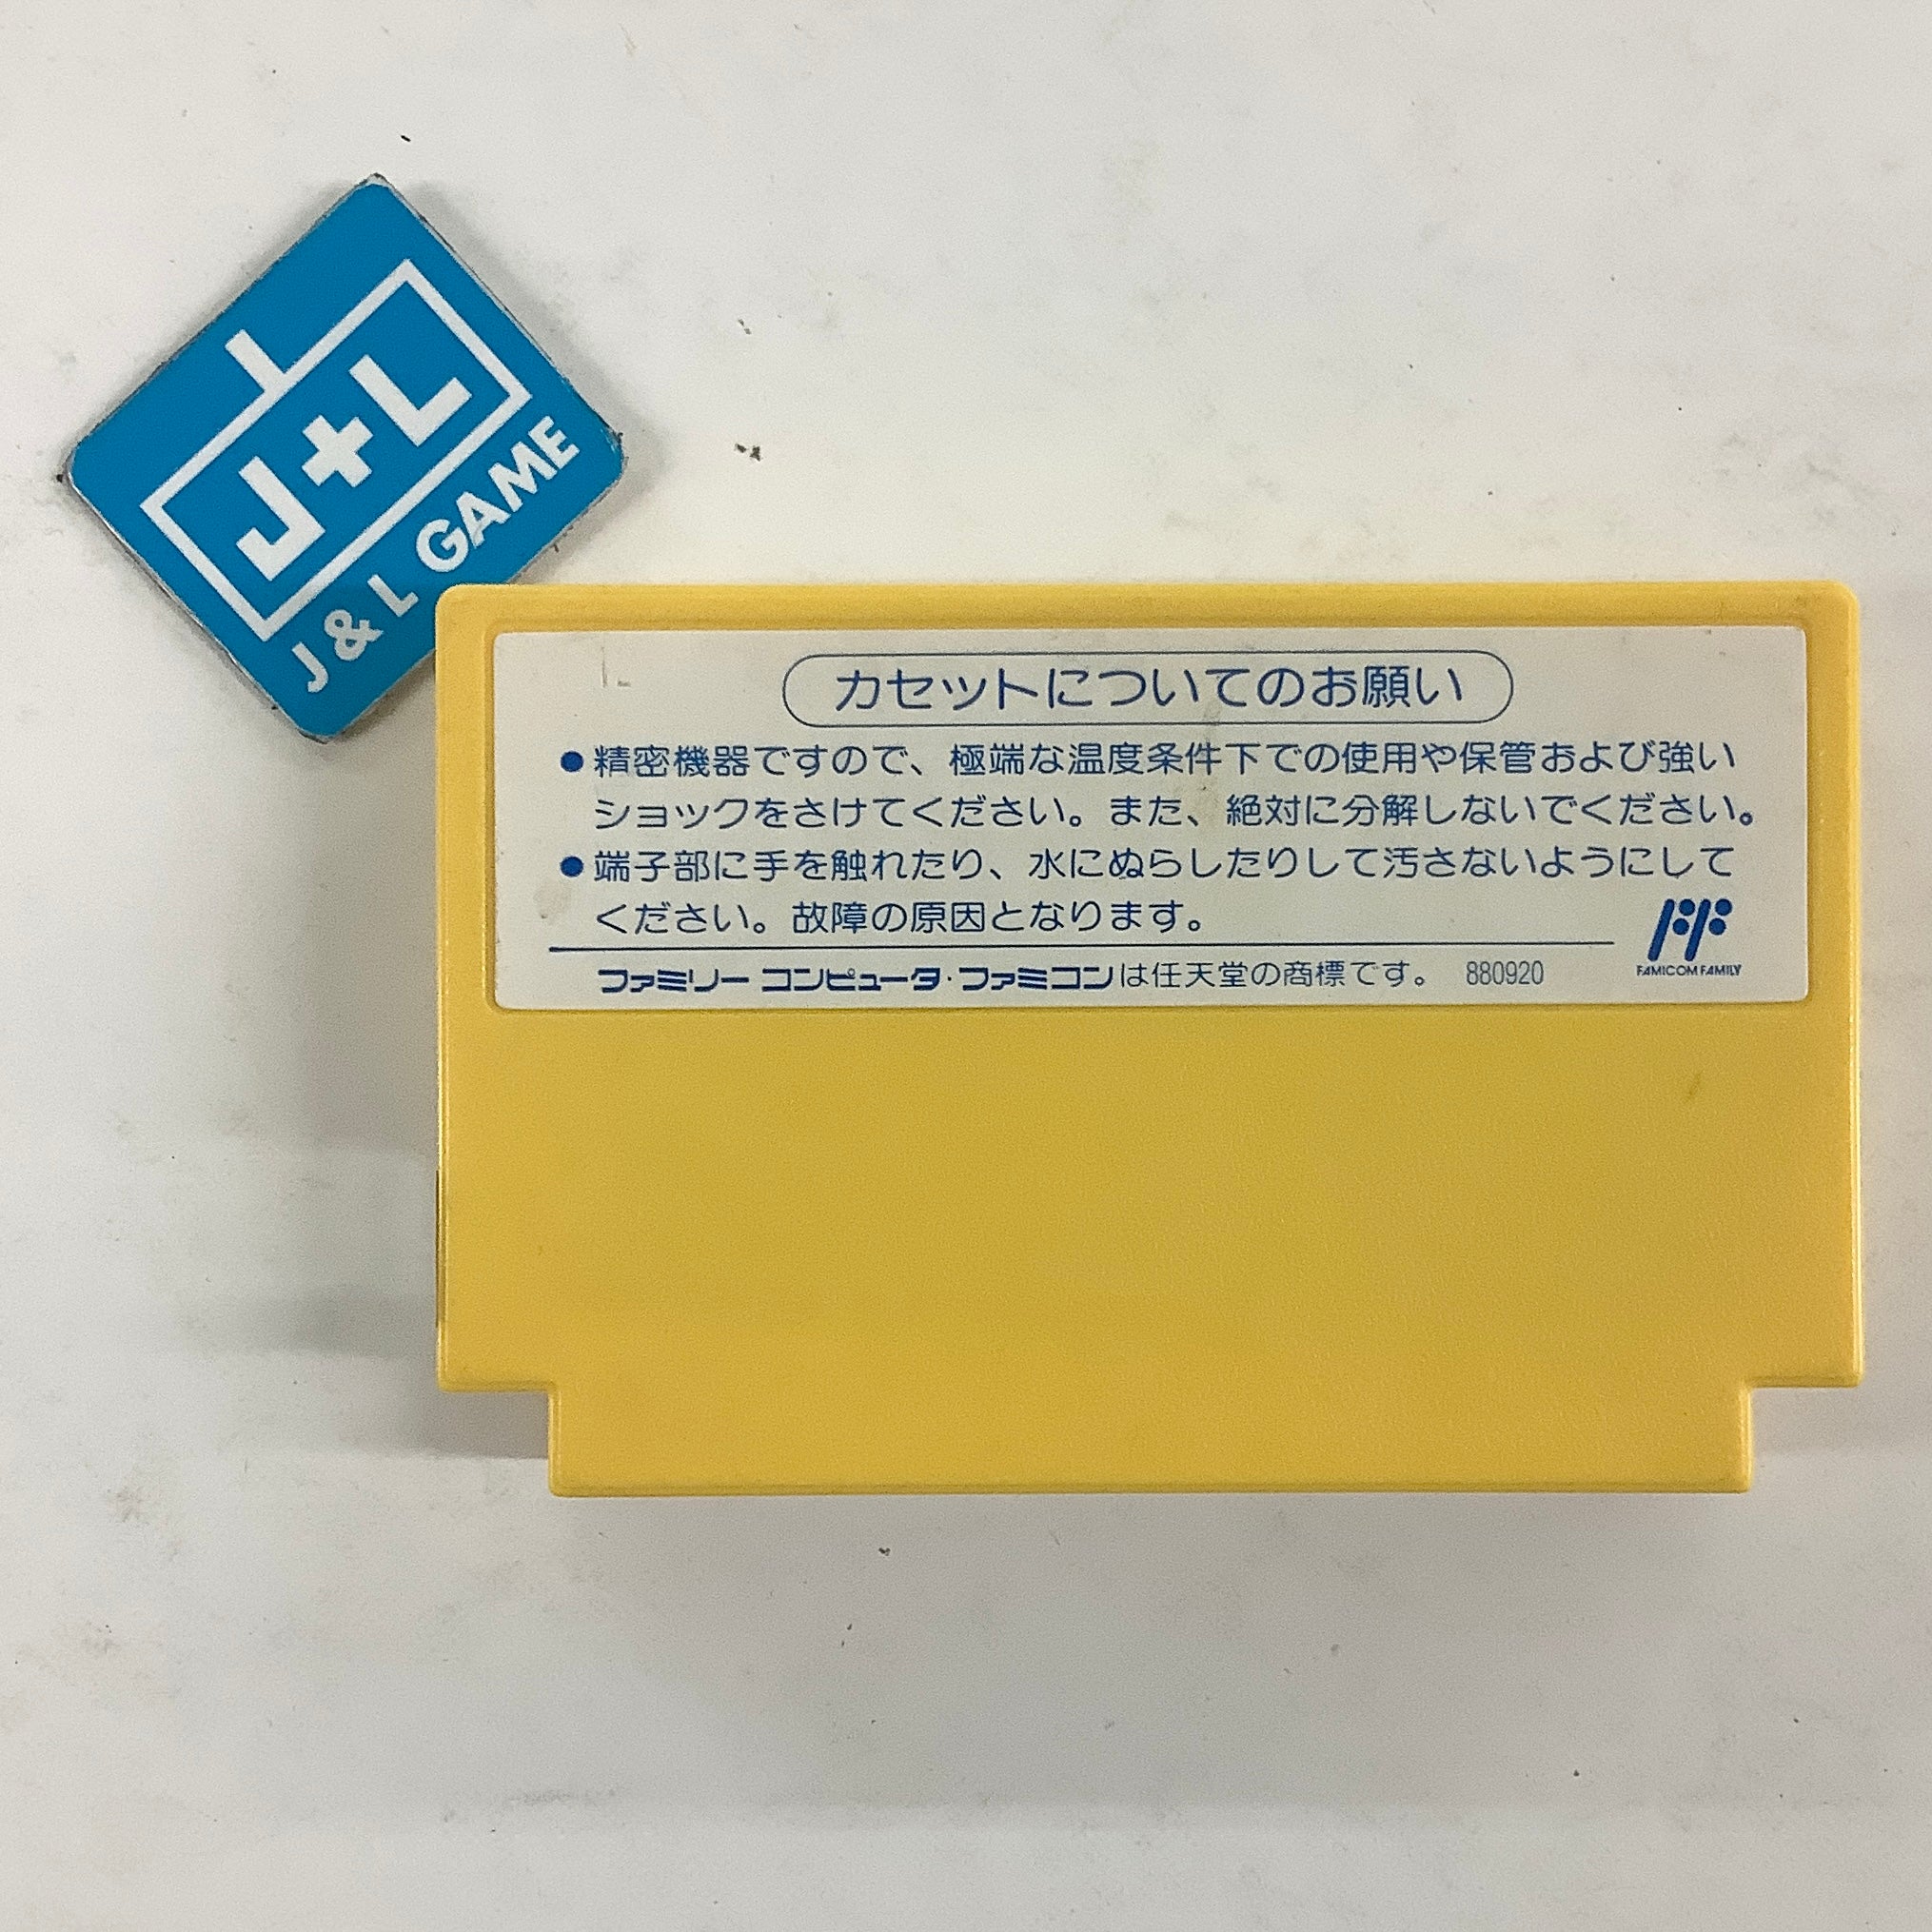 J+L
J & L GAME
カセットについてのお願い
●精密機器ですので、極端な温度条件下での使用や保管および強い
ショックをさけてください。また、絶対に分解しないでください。
●端子部に手を触れたり、水にぬらしたりして汚さないようにして
ください。故障の原因となります。
FF
FAMICOM FAMILY
ファミリー コンピュータ・ファミコンは任天堂の商標です。 880920